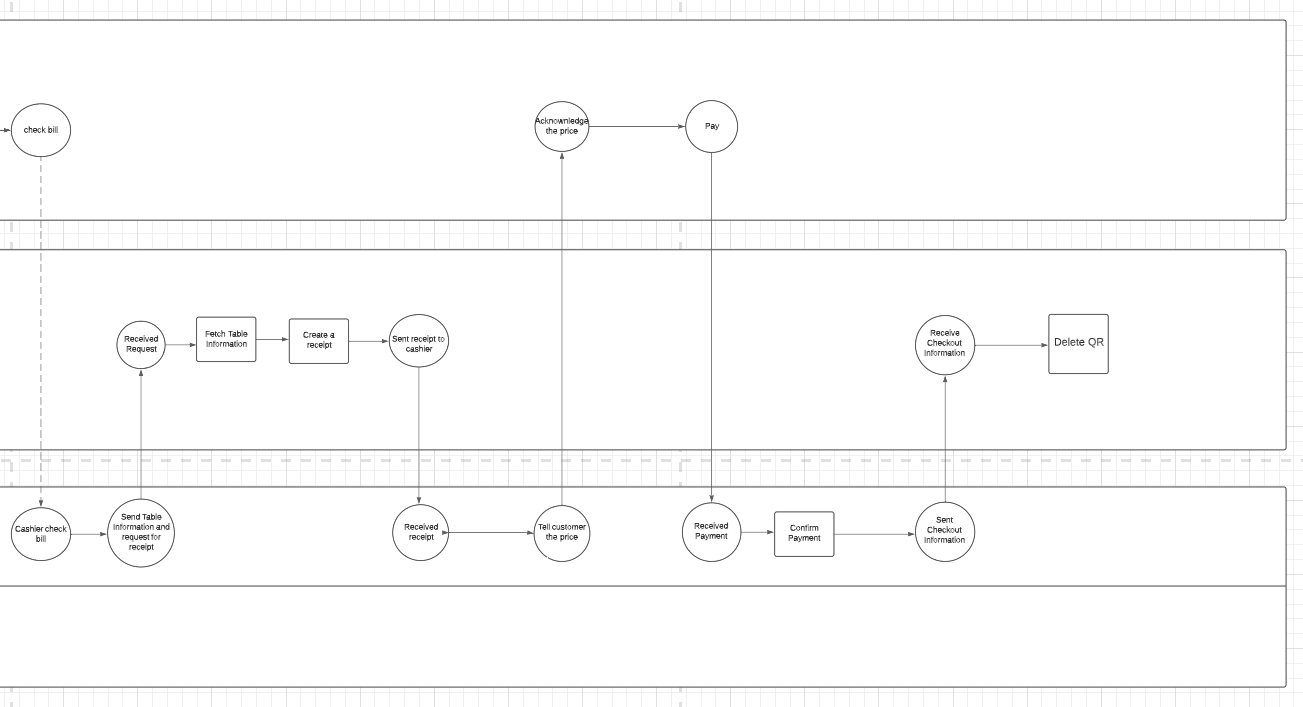 check bill
Acknownledge
the price
Pay
Received
Request
Fetch Table
Information
Create a
receipt
Sent receipt to
cashier
Receive
Checkout
Information
Delete QR
Cashier check
bill
Send Table
Information and
request for
receipt
Received
receipt
Tell customer
the price
Received
Payment
Confirm
Payment
Sent
Checkout
Information